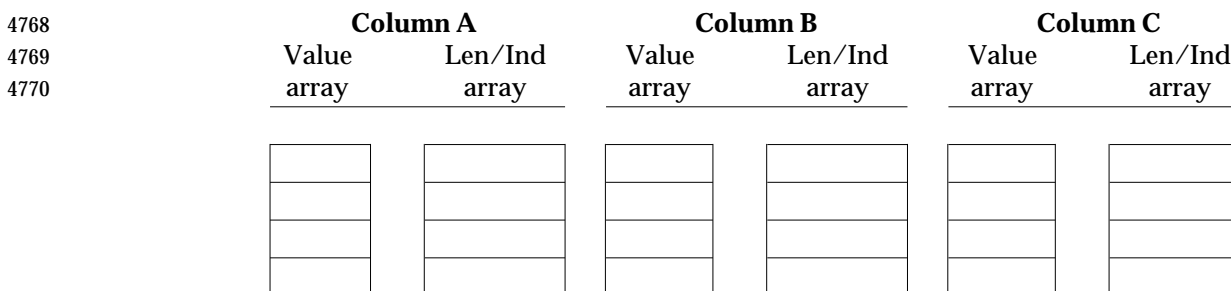 4768 Column A Column B Column C
4769 Value Len/Ind Value Len/Ind Value Len/Ind
4770 array array array array array array